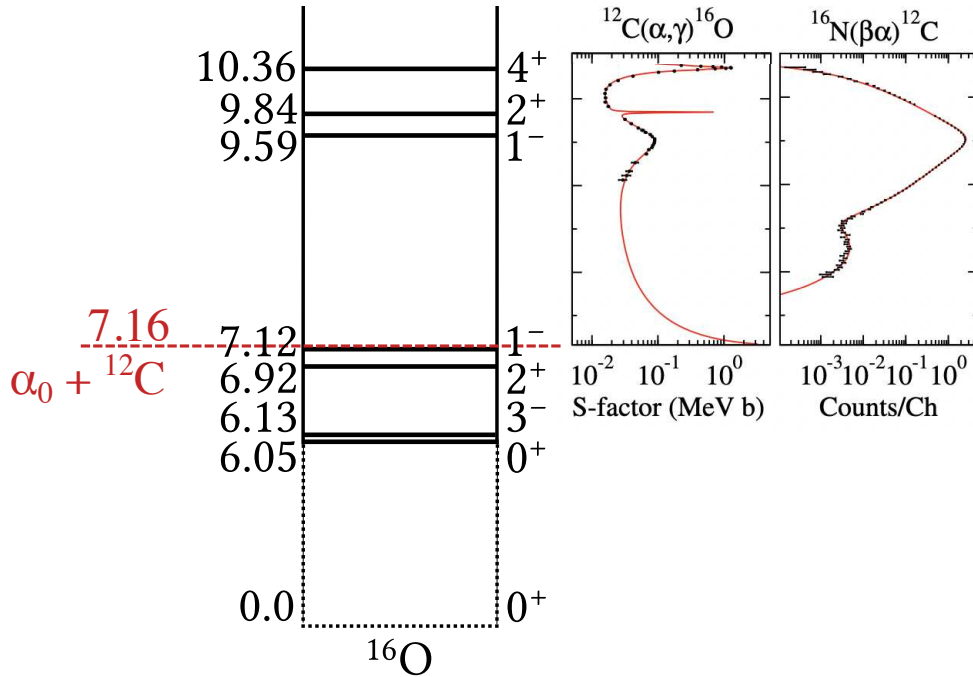 10.36 4⁺
9.84 2⁺
9.59 1⁻
7.16
7.12 1⁻
α₀ + ¹²C
6.92 2⁺
6.13 3⁻
6.05 0⁺
0.0 0⁺
¹⁶O
¹²C(α,γ)¹⁶O
10⁻² 10⁻¹ 10⁰
S-factor (MeV b)
¹⁶N(βα)¹²C
10⁻³ 10⁻² 10⁻¹ 10⁰
Counts/Ch